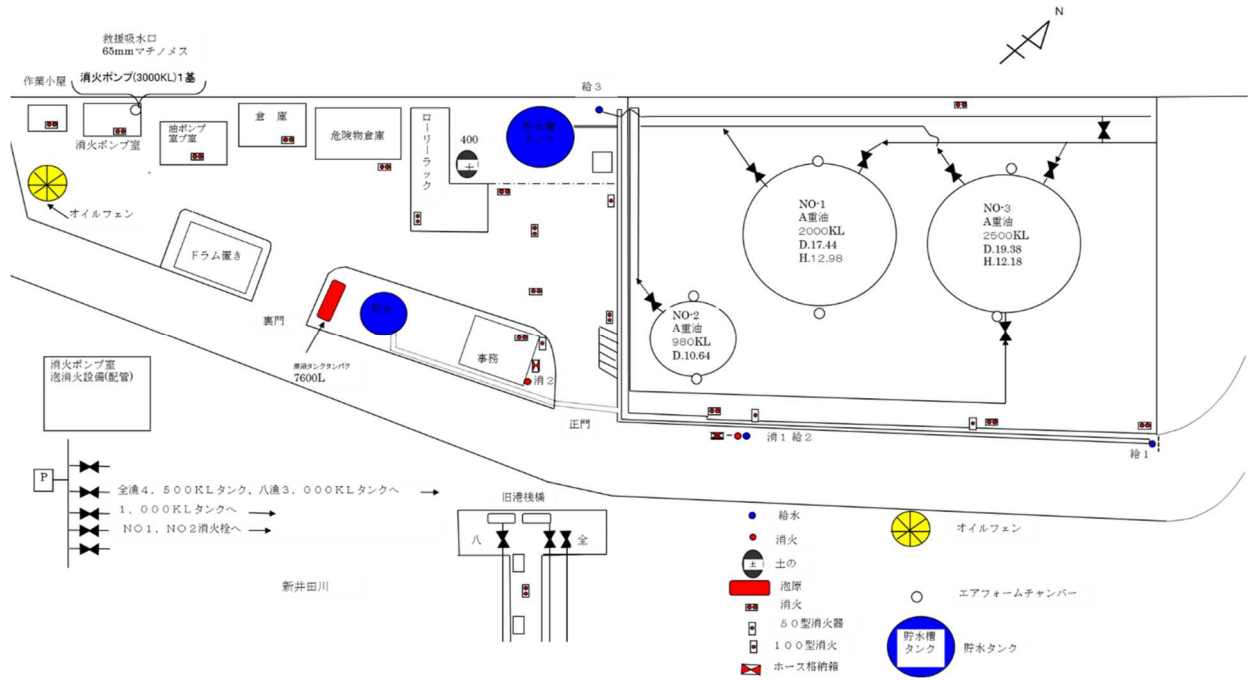 N
救援吸水口
65mmマチノメス
消火ポンプ(3000KL)1基
作業小屋
消火ポンプ室
油ポンプ
室プ室
倉 庫
危険物倉庫
ローリーラック
400
土
貯水槽
タンク
給3
オイルフェン
ドラム置き
裏門
7600L
貯水
事務
消2
正門
NO-1
A重油
2000KL
D.17.44
H.12.98
NO-3
A重油
2500KL
D.19.38
H.12.18
NO-2
A重油
980KL
D.10.64
消1 給2
給1
消火ポンプ室
泡消火設備(配管)
P
全漁4,500KLタンク、八漁3,000KLタンクへ
1,000KLタンクへ
NO1,NO2消火栓へ
新井田川
旧港桟橋
八
全
給水
消火
土
土の
泡原
消火
50型消火器
100型消火
ホース格納箱
オイルフェン
エアフォームチャンバー
貯水槽
タンク
貯水タンク